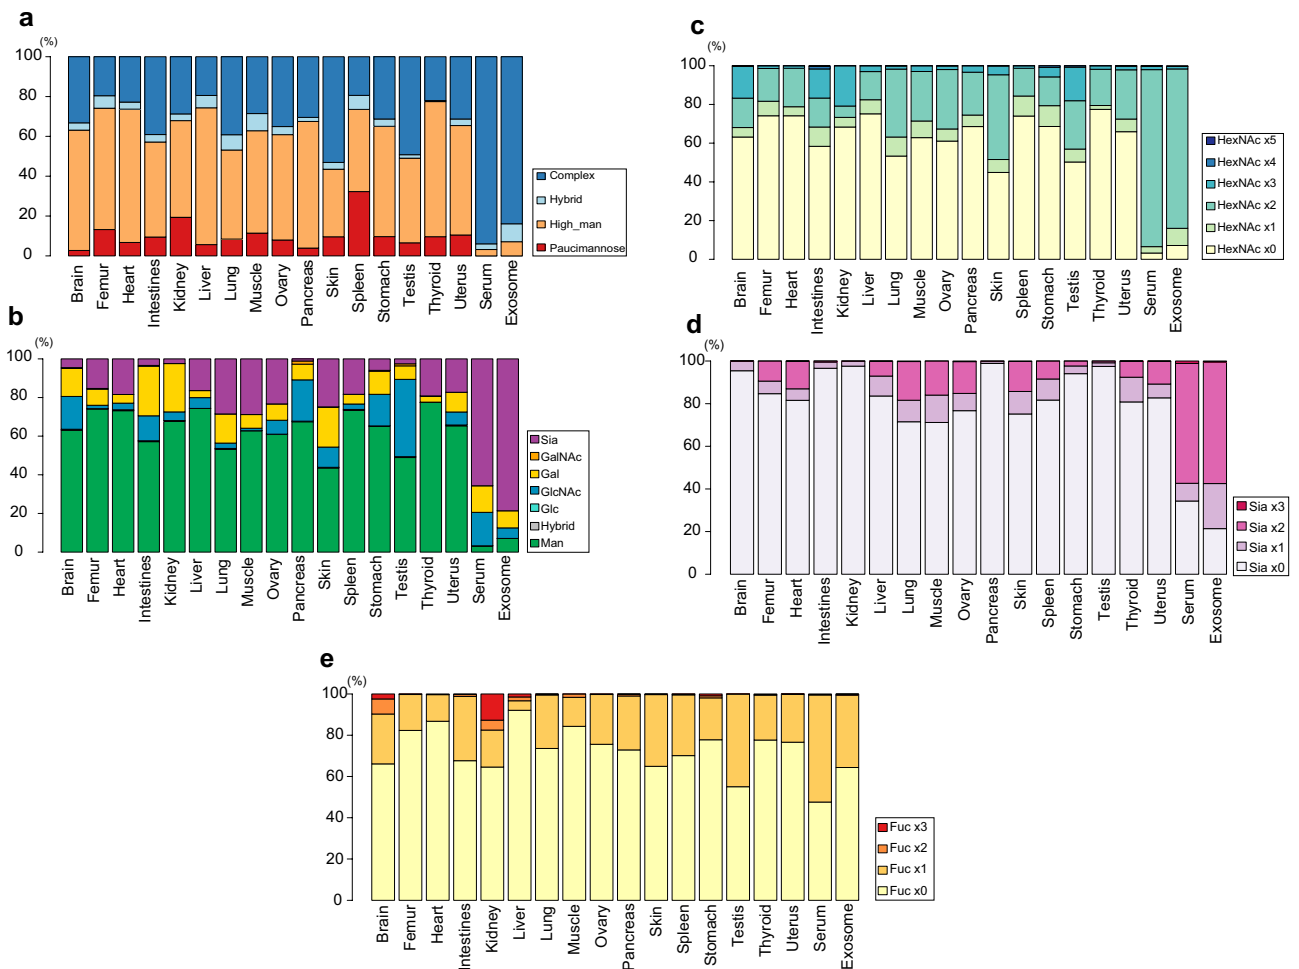 a
(%)
100
80
60
40
20
0
Brain
Femur
Heart
Intestines
Kidney
Liver
Lung
Muscle
Ovary
Pancreas
Skin
Spleen
Stomach
Testis
Thyroid
Uterus
Serum
Exosome
Complex
Hybrid
High_man
Paucimannose
c
(%)
100
80
60
40
20
0
Brain
Femur
Heart
Intestines
Kidney
Liver
Lung
Muscle
Ovary
Pancreas
Skin
Spleen
Stomach
Testis
Thyroid
Uterus
Serum
Exosome
HexNAc x5
HexNAc x4
HexNAc x3
HexNAc x2
HexNAc x1
HexNAc x0
b
(%)
100
80
60
40
20
0
Brain
Femur
Heart
Intestines
Kidney
Liver
Lung
Muscle
Ovary
Pancreas
Skin
Spleen
Stomach
Testis
Thyroid
Uterus
Serum
Exosome
Sia
GalNAc
Gal
GlcNAc
Glc
Hybrid
Man
d
(%)
100
80
60
40
20
0
Brain
Femur
Heart
Intestines
Kidney
Liver
Lung
Muscle
Ovary
Pancreas
Skin
Spleen
Stomach
Testis
Thyroid
Uterus
Serum
Exosome
Sia x3
Sia x2
Sia x1
Sia x0
e
(%)
100
80
60
40
20
0
Brain
Femur
Heart
Intestines
Kidney
Liver
Lung
Muscle
Ovary
Pancreas
Skin
Spleen
Stomach
Testis
Thyroid
Uterus
Serum
Exosome
Fuc x3
Fuc x2
Fuc x1
Fuc x0